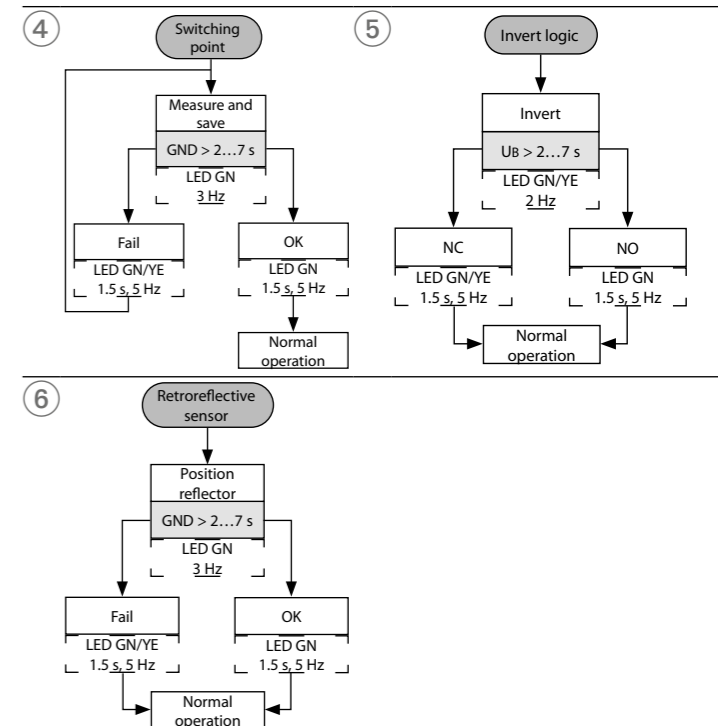 ④
Switching
point
Measure and
save
GND > 2…7 s
LED GN
3 Hz
Fail
LED GN/YE
1.5 s, 5 Hz
OK
LED GN
1.5 s, 5 Hz
Normal
operation
⑤
Invert logic
Invert
UB > 2…7 s
LED GN/YE
2 Hz
NC
LED GN/YE
1.5 s, 5 Hz
NO
LED GN
1.5 s, 5 Hz
Normal
operation
⑥
Retroreflective
sensor
Position
reflector
GND > 2…7 s
LED GN
3 Hz
Fail
LED GN/YE
1.5 s, 5 Hz
OK
LED GN
1.5 s, 5 Hz
Normal
operation